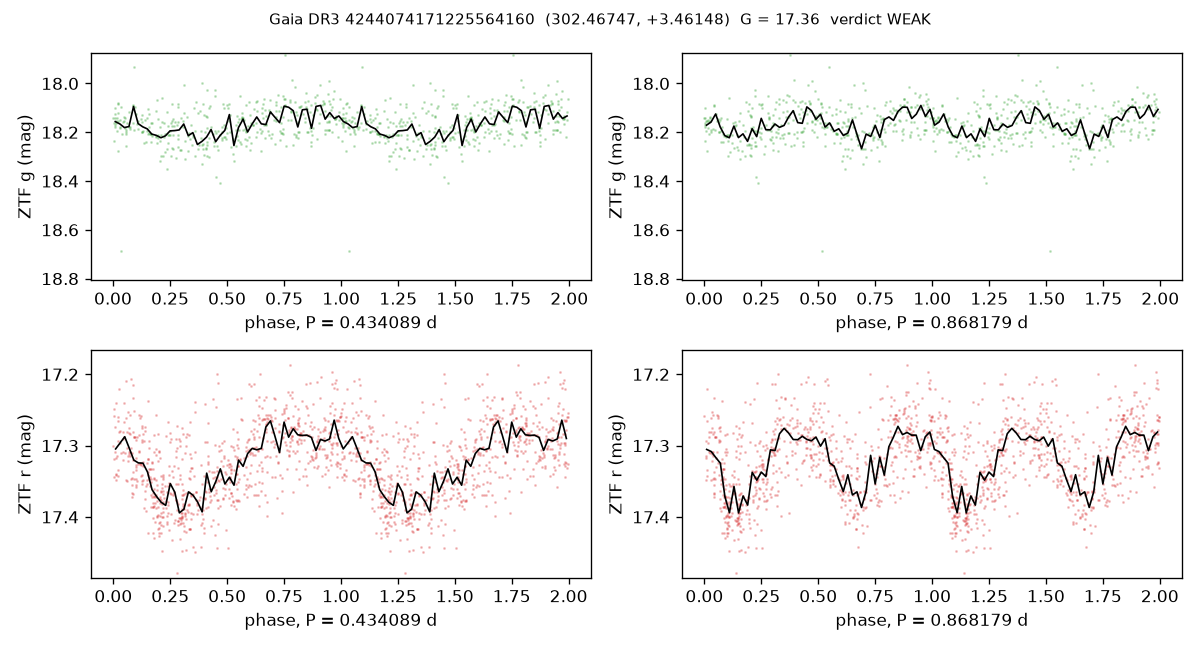 Gaia DR3 4244074171225564160 (302.46747, +3.46148) G = 17.36 verdict WEAK
ZTF g (mag)
18.0
18.2
18.4
18.6
18.8
0.00 0.25 0.50 0.75 1.00 1.25 1.50 1.75 2.00
phase, P = 0.434089 d
ZTF g (mag)
18.0
18.2
18.4
18.6
18.8
0.00 0.25 0.50 0.75 1.00 1.25 1.50 1.75 2.00
phase, P = 0.868179 d
ZTF r (mag)
17.2
17.3
17.4
0.00 0.25 0.50 0.75 1.00 1.25 1.50 1.75 2.00
phase, P = 0.434089 d
ZTF r (mag)
17.2
17.3
17.4
0.00 0.25 0.50 0.75 1.00 1.25 1.50 1.75 2.00
phase, P = 0.868179 d